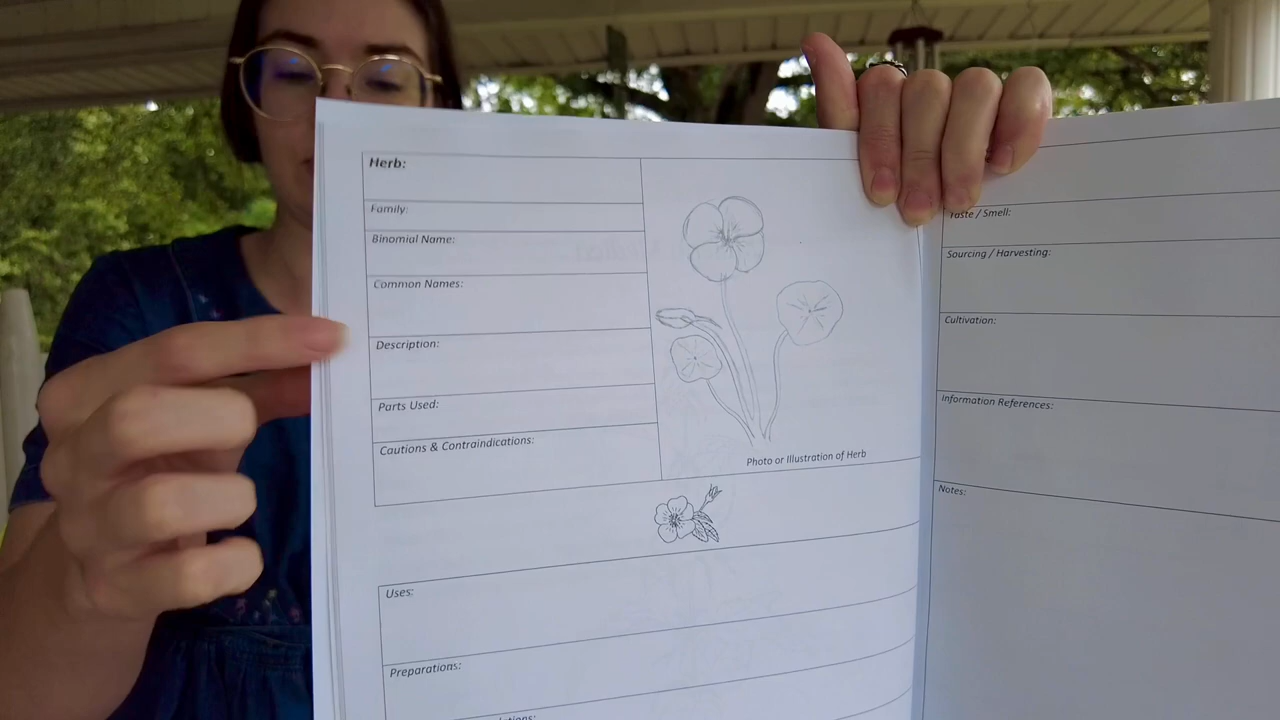 Herb:
Family:
Binomial Name:
Common Names:
Description:
Parts Used:
Cautions & Contraindications:
Photo or Illustration of Herb
Uses:
Preparations:
Taste / Smell:
Sourcing / Harvesting:
Cultivation:
Information References:
Notes: